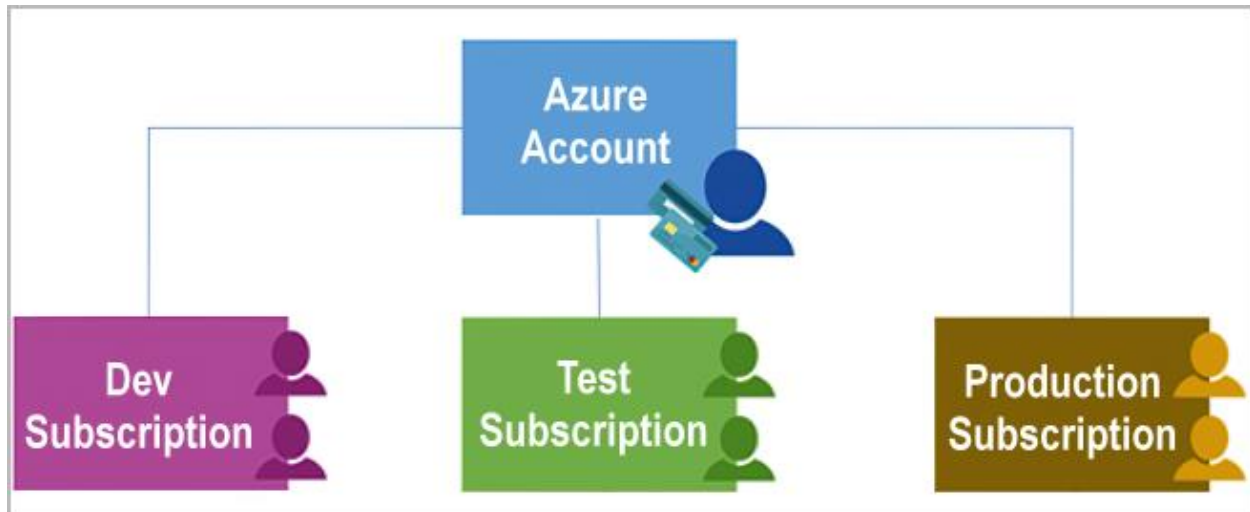 Azure
Account
Dev
Subscription
Test
Subscription
Production
Subscription